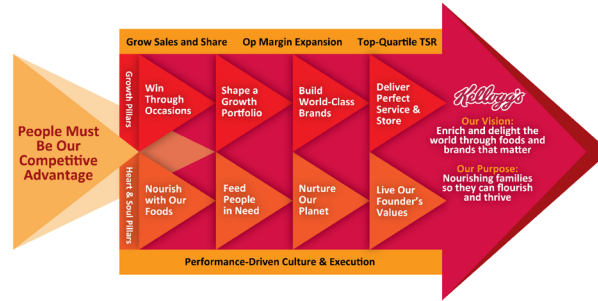 Grow Sales and Share Op Margin Expansion Top-Quartile TSR
People Must
Be Our
Competitive
Advantage
Growth Pillars
Win
Through
Occasions
Shape a
Growth
Portfolio
Build
World-Class
Brands
Deliver
Perfect
Service &
Store
Heart & Soul Pillars
Nourish
with Our
Foods
Feed
People
in Need
Nurture
Our
Planet
Live Our
Founder's
Values
Kellogg's
Our Vision:
Enrich and delight the
world through foods and
brands that matter
Our Purpose:
Nourishing families
so they can flourish
and thrive
Performance-Driven Culture & Execution